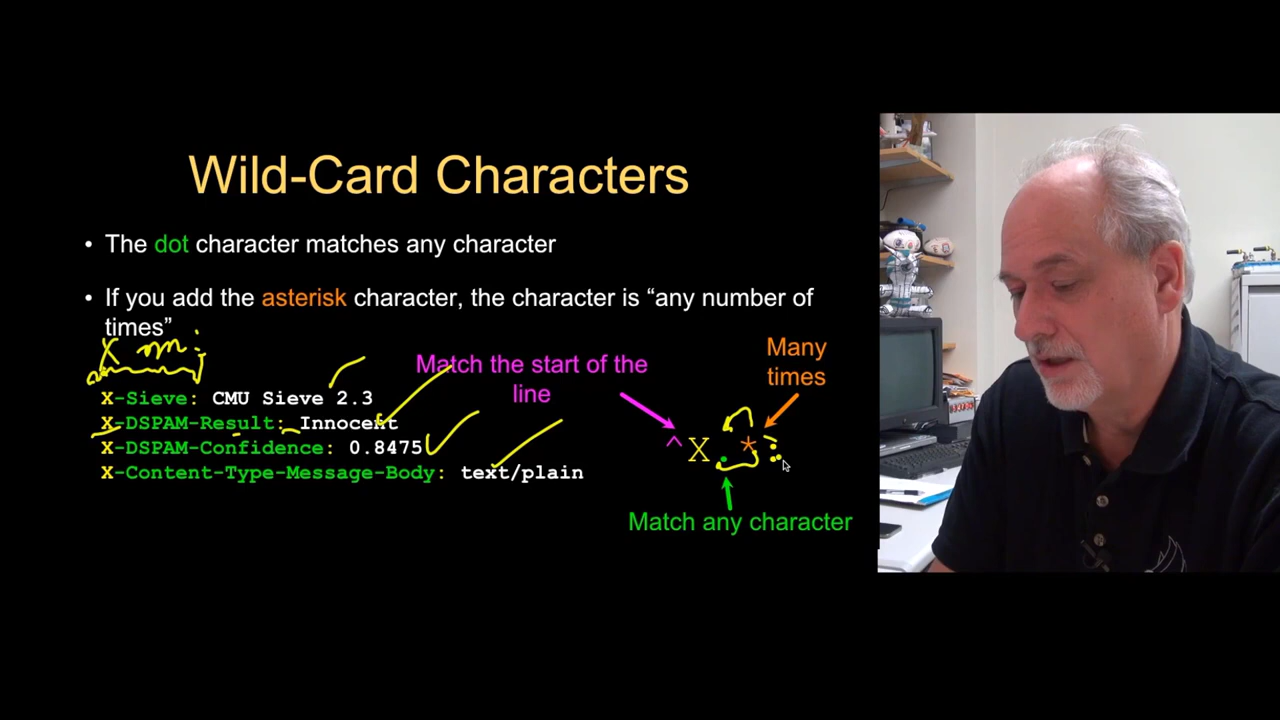 Wild-Card Characters
• The dot character matches any character
• If you add the asterisk character, the character is “any number of
times”
Many
times
Match the start of the
line
X-Sieve: CMU Sieve 2.3
X-DSPAM-Result: Innocent
X-DSPAM-Confidence: 0.8475
X-Content-Type-Message-Body: text/plain
^X.*:
Match any character